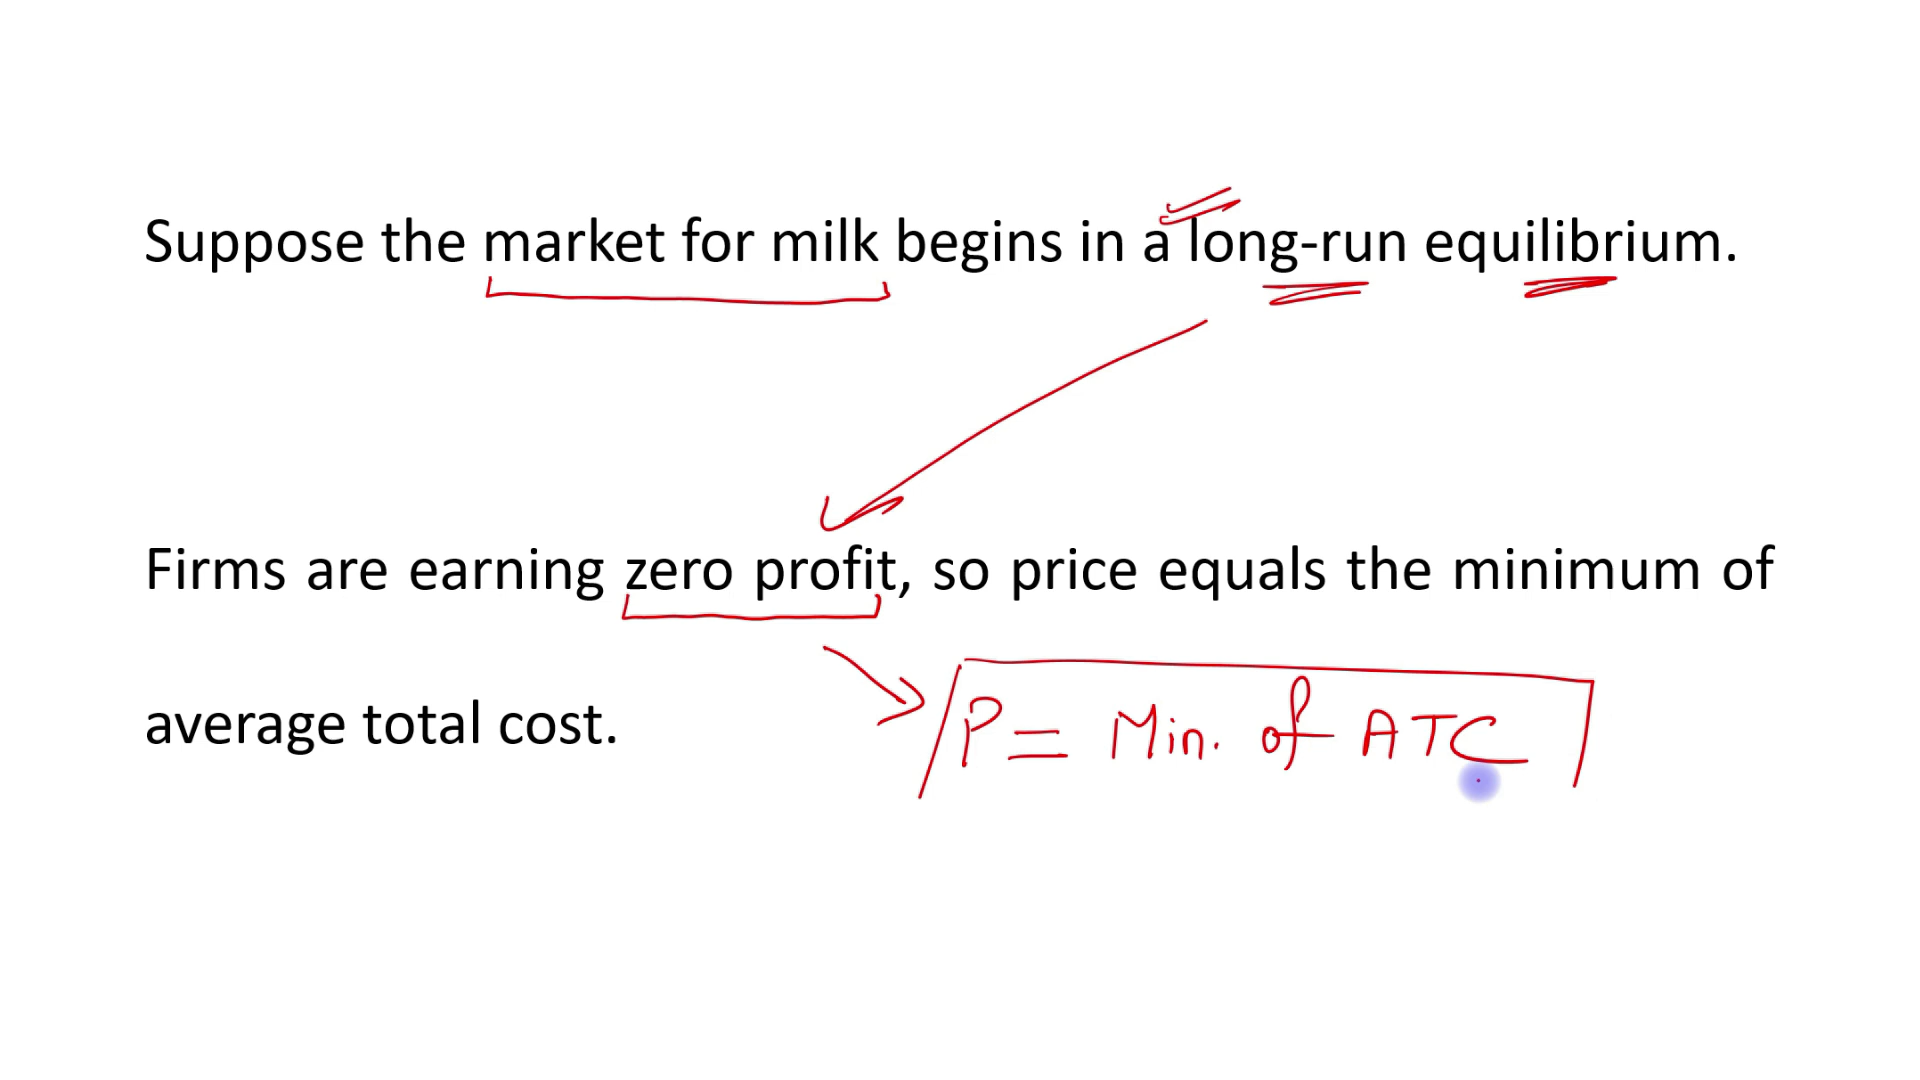 Suppose the market for milk begins in a long-run equilibrium.
Firms are earning zero profit, so price equals the minimum of
average total cost.
P = Min. of ATC